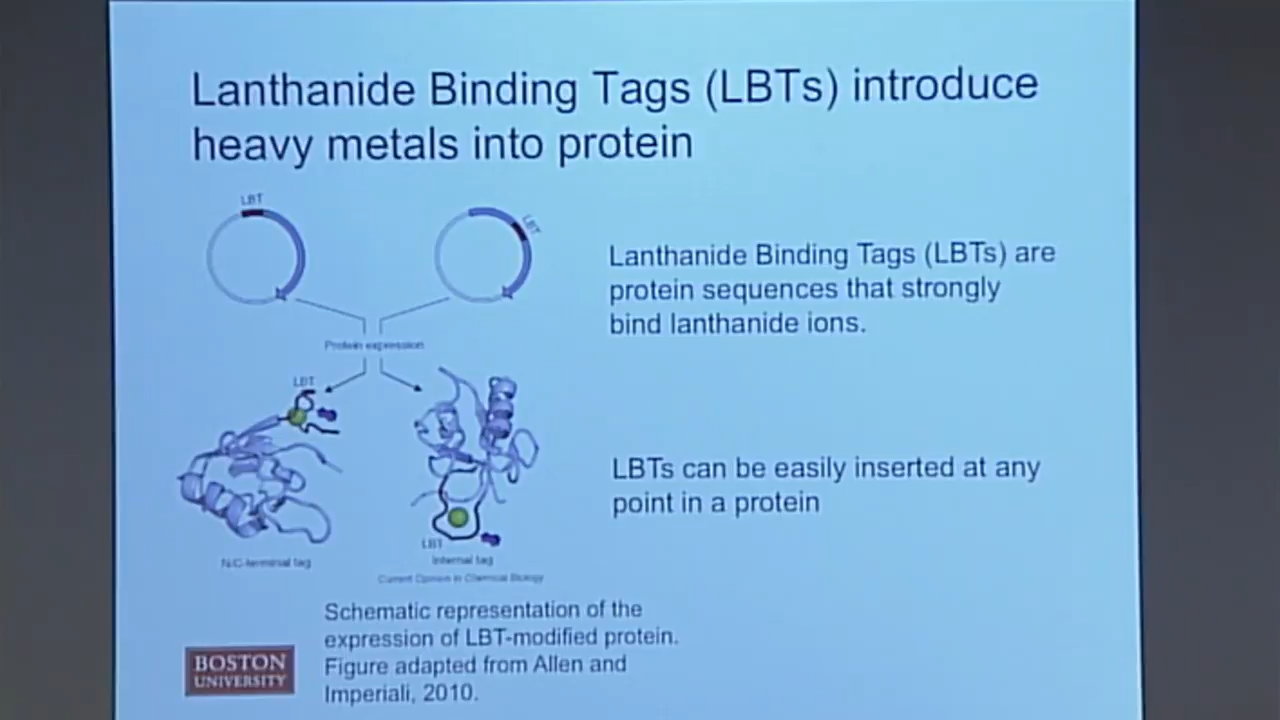 Lanthanide Binding Tags (LBTs) introduce
heavy metals into protein
LBT
LBT
Lanthanide Binding Tags (LBTs) are
protein sequences that strongly
bind lanthanide ions.
Protein expression
LBT
LBTs can be easily inserted at any
point in a protein
LBT
N/C-terminal tag
Internal tag
Current Opinion in Chemical Biology
Schematic representation of the
expression of LBT-modified protein.
Figure adapted from Allen and
Imperiali, 2010.
BOSTON
UNIVERSITY